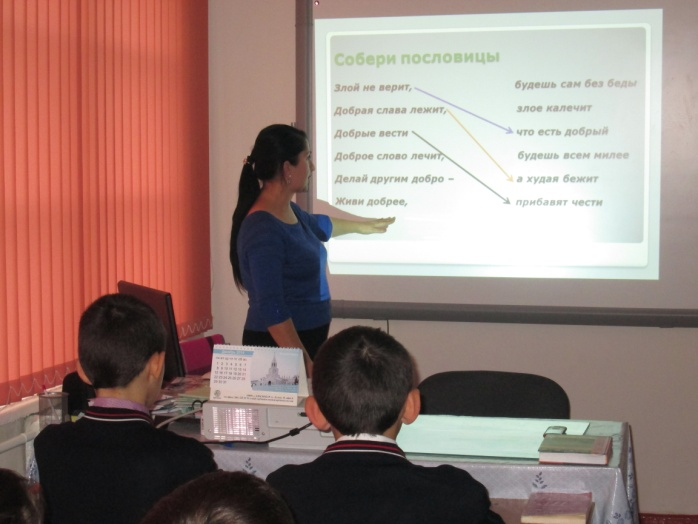 Собери пословицы
Злой не верит, будешь сам без беды
Добрая слава лежит, злое калечит
Добрые вести что есть добрый
Доброе слово лечит, будешь всем милее
Делай другим добро – а худая бежит
Живи добрее, прибавят чести